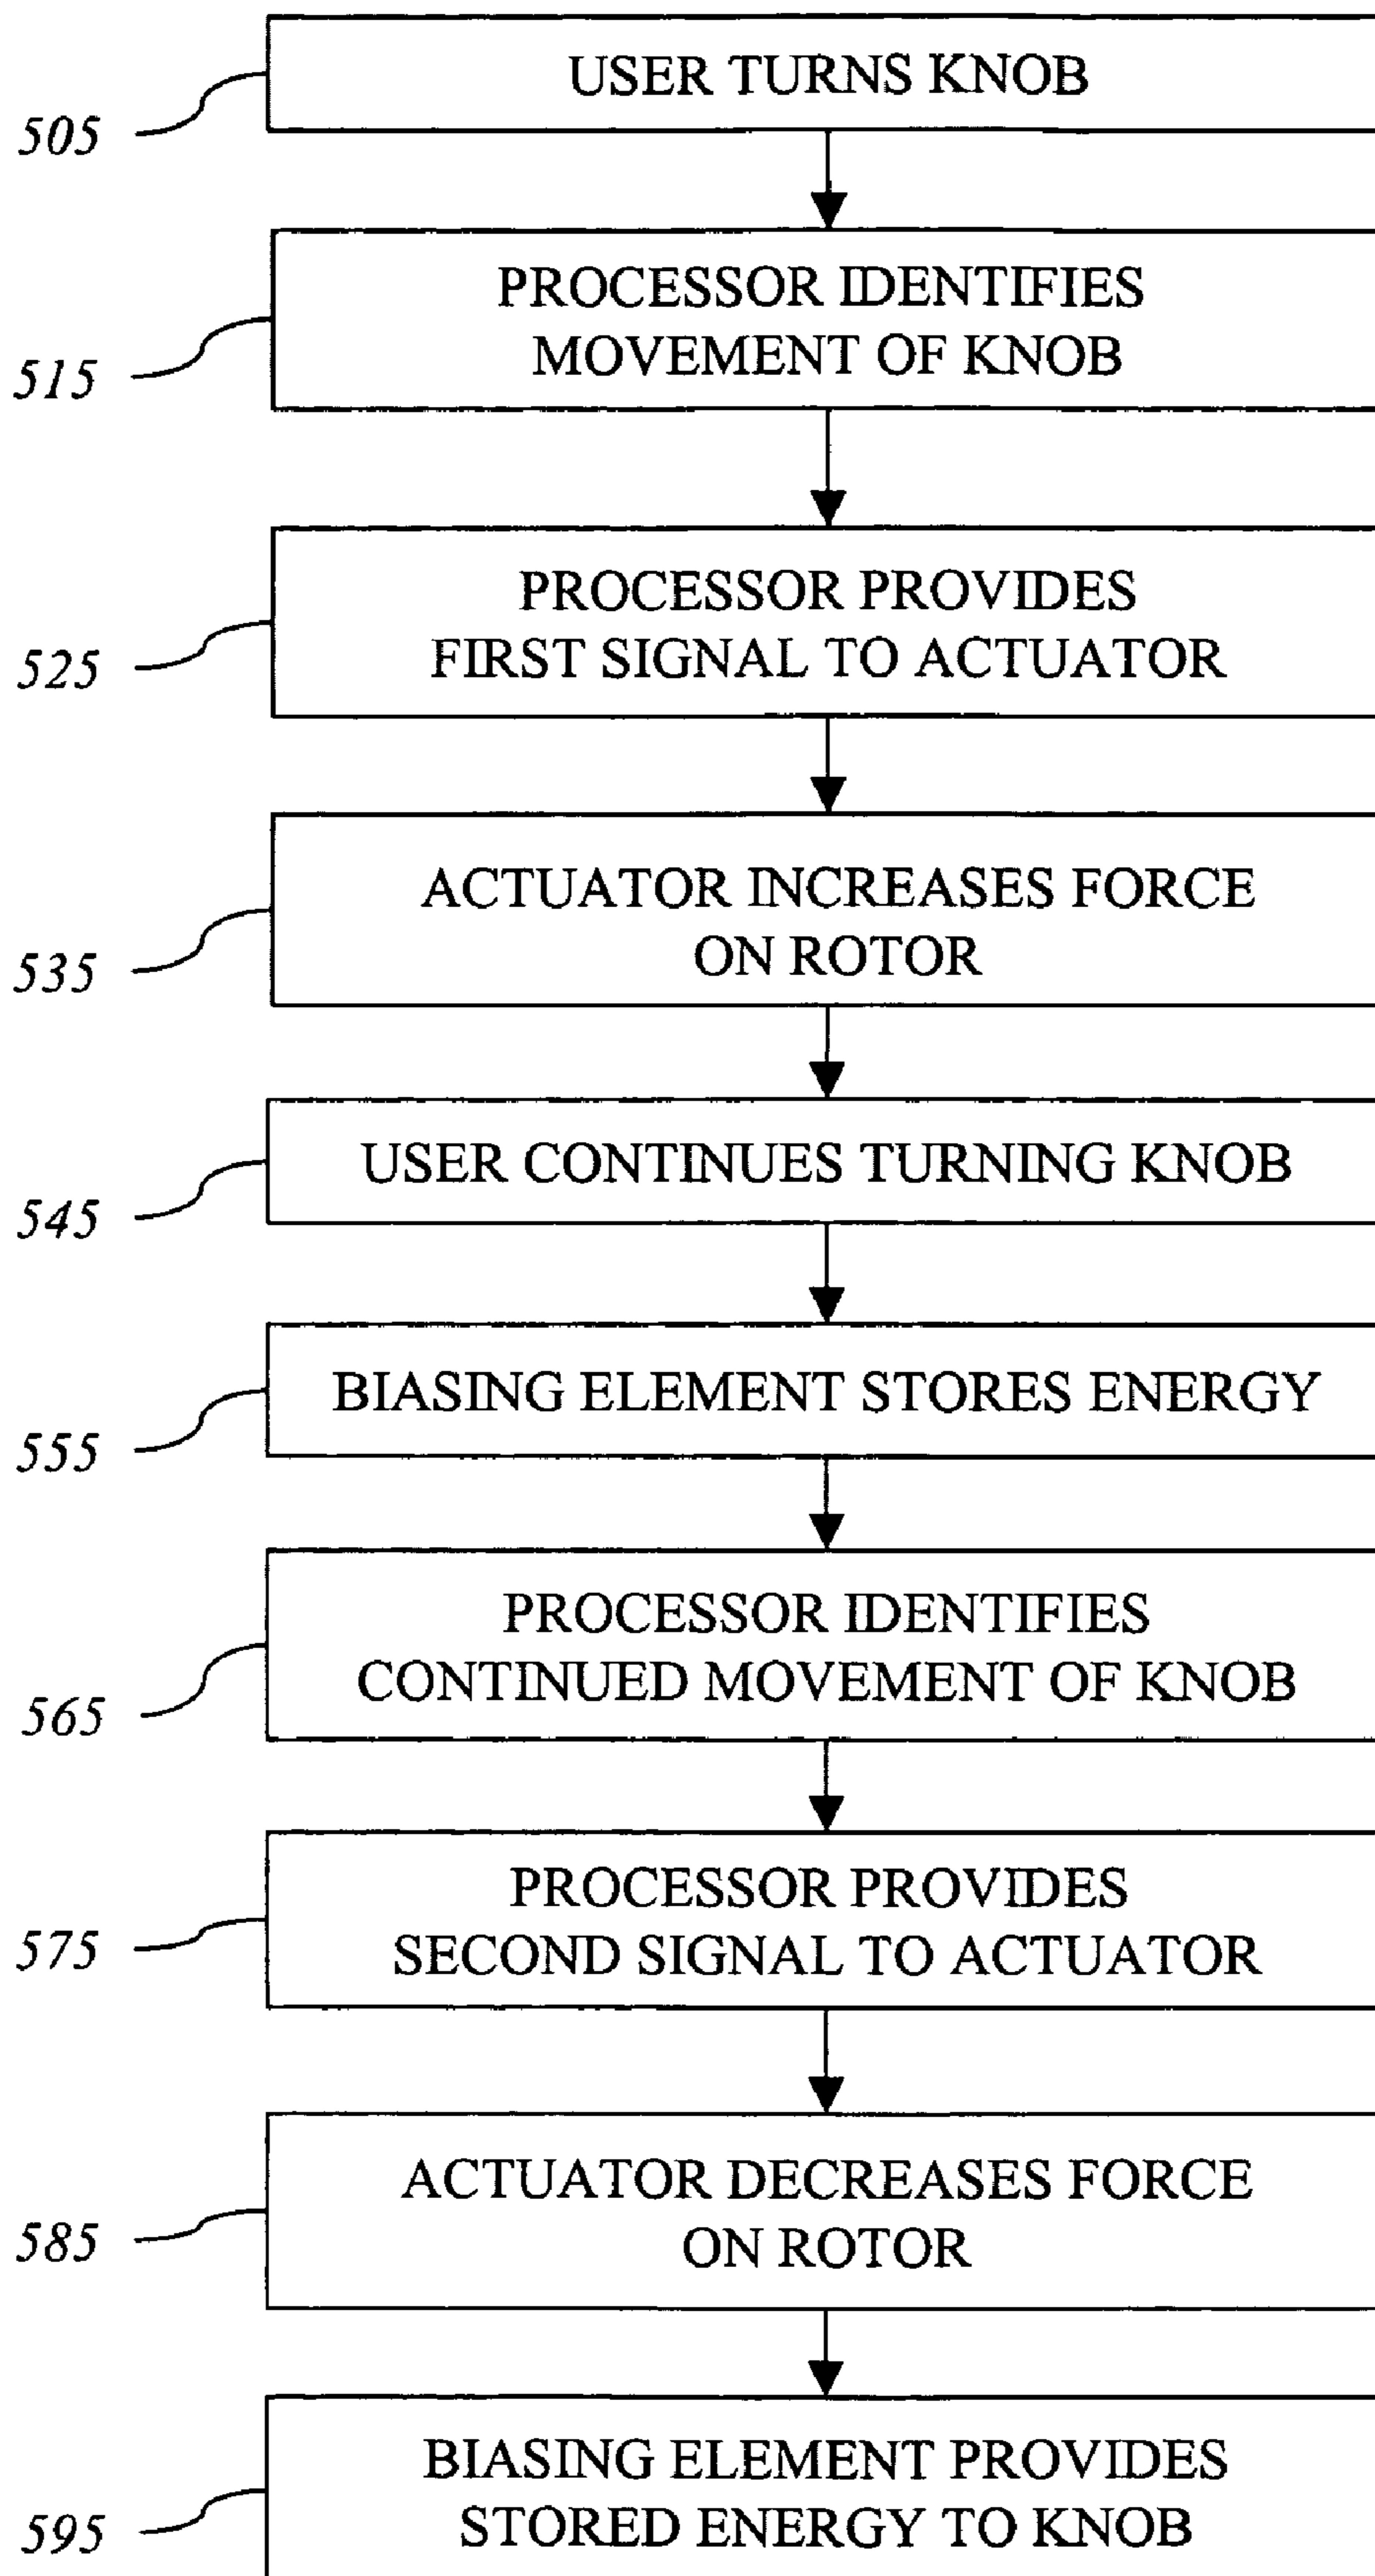 USER TURNS KNOB
505
PROCESSOR IDENTIFIES
MOVEMENT OF KNOB
515
PROCESSOR PROVIDES
FIRST SIGNAL TO ACTUATOR
525
ACTUATOR INCREASES FORCE
ON ROTOR
535
USER CONTINUES TURNING KNOB
545
BIASING ELEMENT STORES ENERGY
555
PROCESSOR IDENTIFIES
CONTINUED MOVEMENT OF KNOB
565
PROCESSOR PROVIDES
SECOND SIGNAL TO ACTUATOR
575
ACTUATOR DECREASES FORCE
ON ROTOR
585
BIASING ELEMENT PROVIDES
STORED ENERGY TO KNOB
595